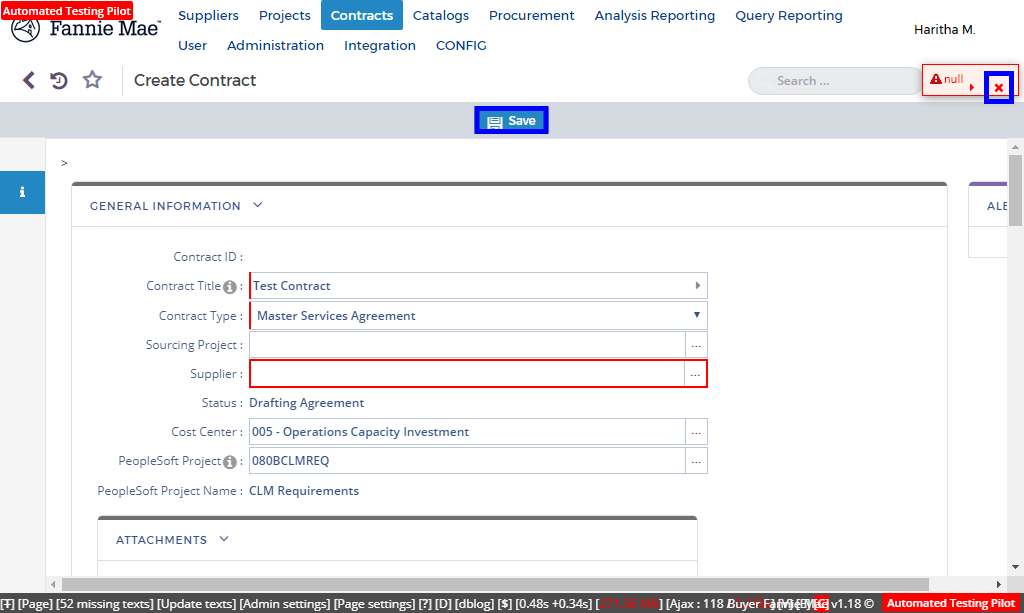 Automated Testing Pilot
Fannie Mae
Suppliers Projects Contracts Catalogs Procurement Analysis Reporting Query Reporting
User Administration Integration CONFIG
Haritha M.
Create Contract
Search ...
null
Save
>
GENERAL INFORMATION
ALE
Contract ID :
Contract Title : Test Contract
Contract Type : Master Services Agreement
Sourcing Project : ...
Supplier : ...
Status : Drafting Agreement
Cost Center : 005 - Operations Capacity Investment ...
PeopleSoft Project : 080BCLMREQ ...
PeopleSoft Project Name : CLM Requirements
ATTACHMENTS
[Page] [52 missing texts] [Update texts] [Admin settings] [Page settings] [?] [D] [dblog] [$] [0.48s +0.34s] [Ajax : 118 v1.18 ©
Automated Testing Pilot